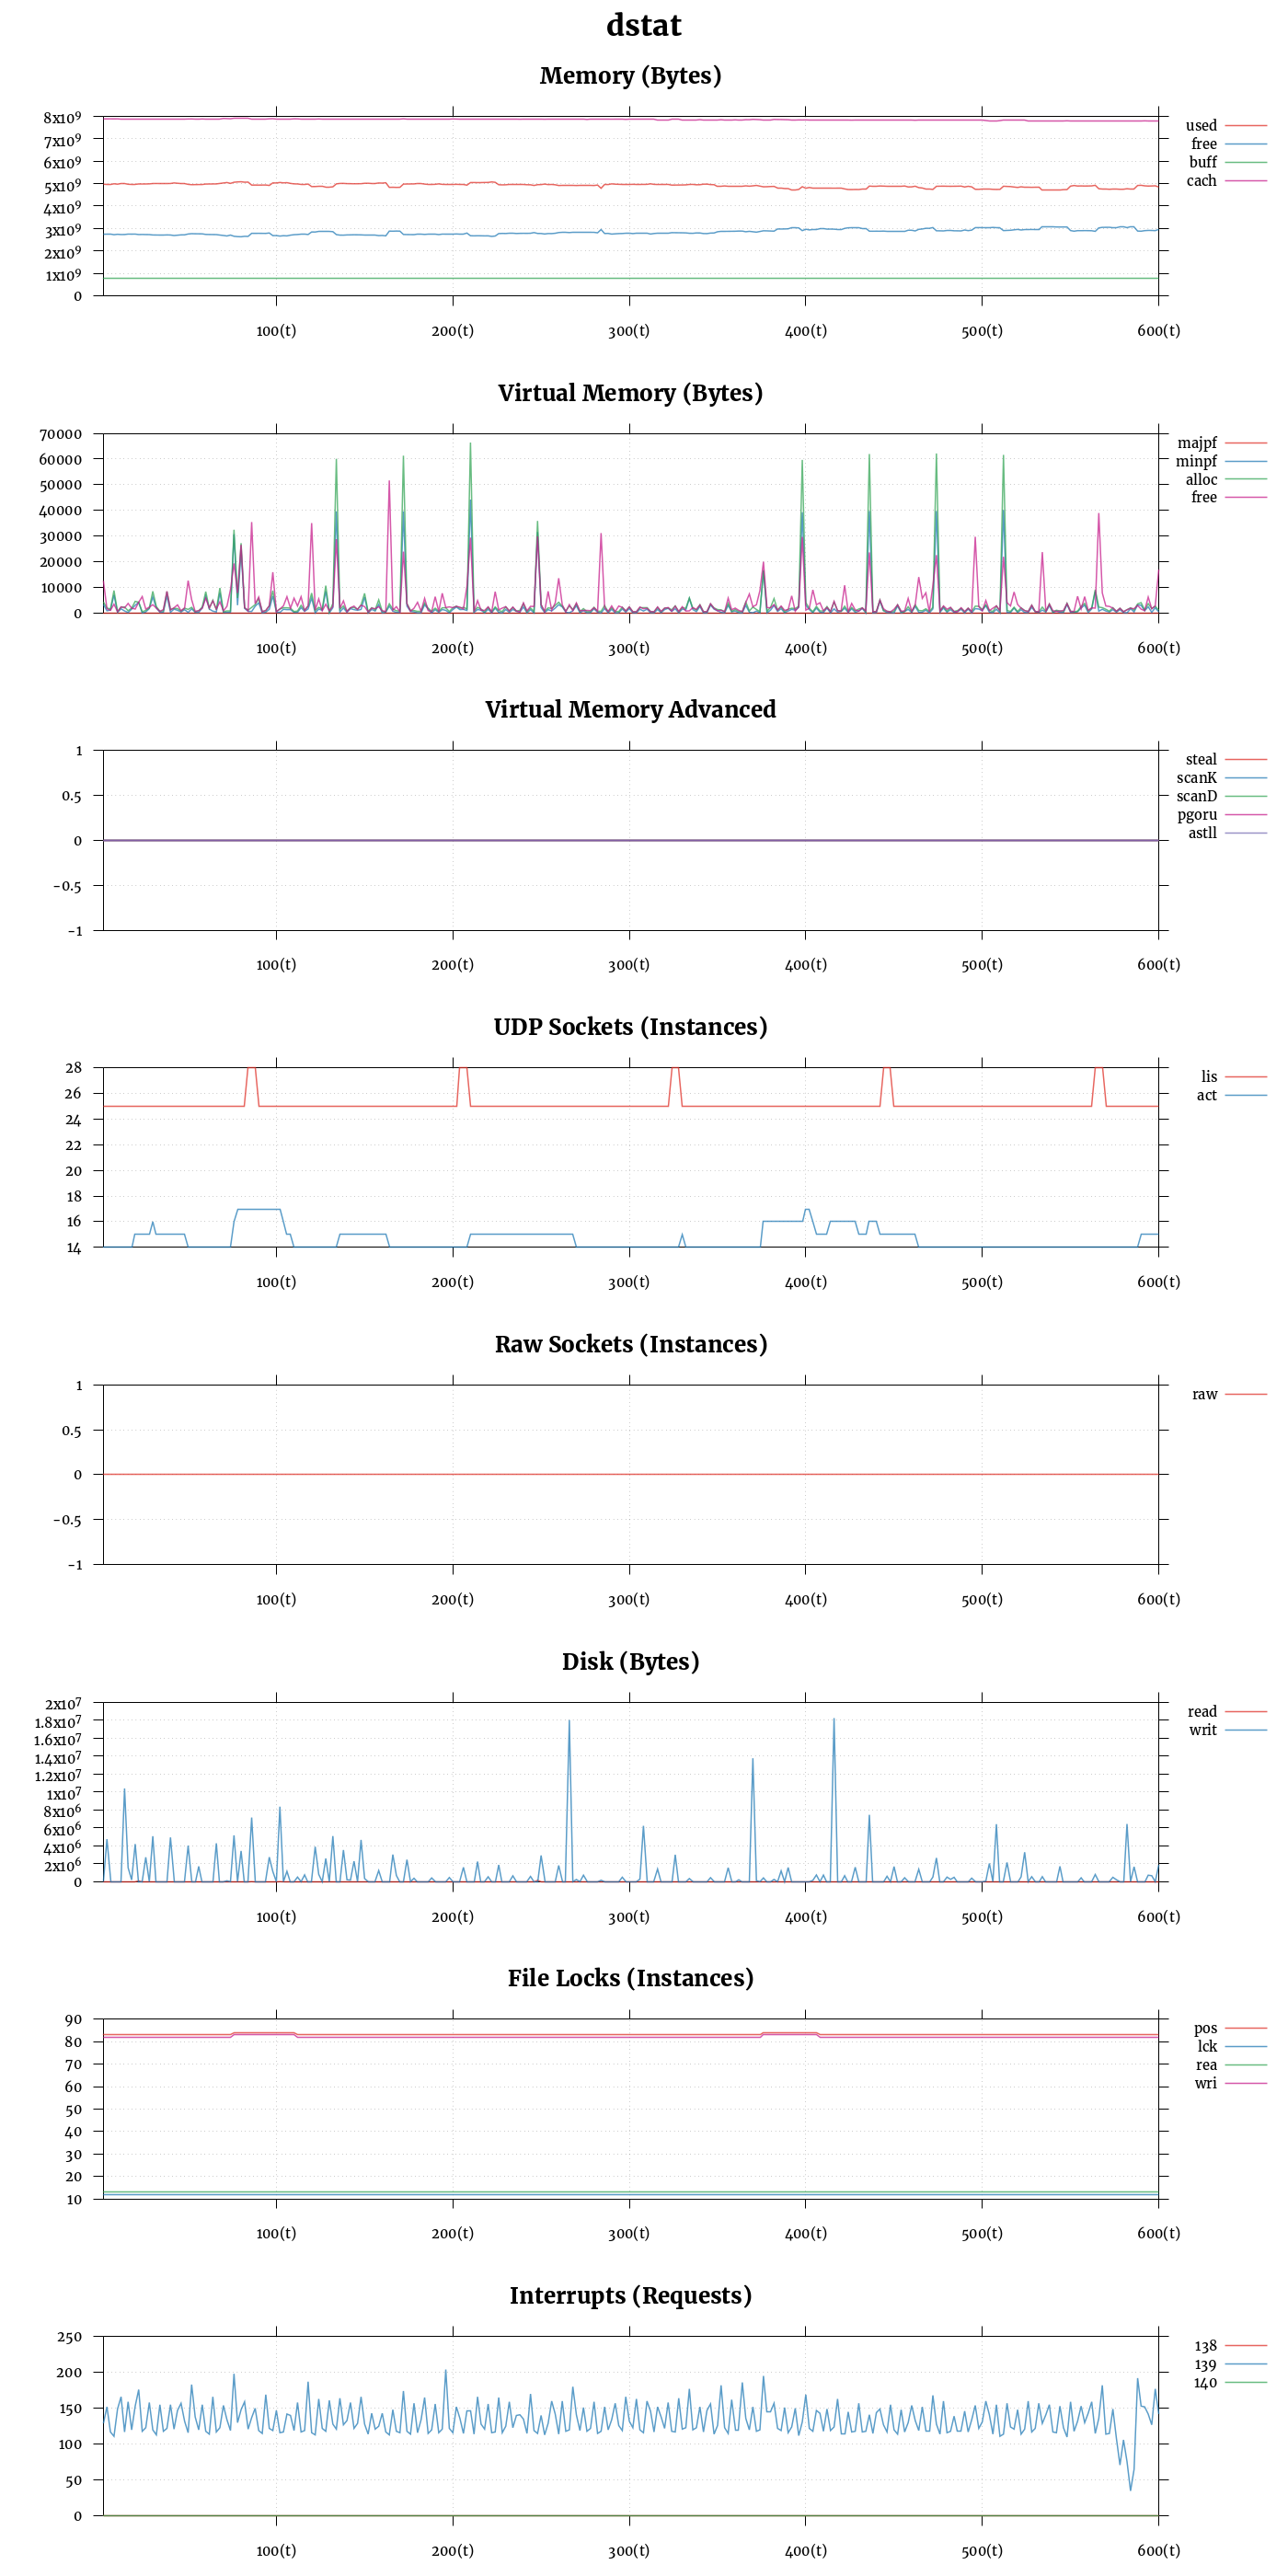 dstat
Memory (Bytes)
8x10⁹
7x10⁹
6x10⁹
5x10⁹
4x10⁹
3x10⁹
2x10⁹
1x10⁹
0
100(t) 200(t) 300(t) 400(t) 500(t) 600(t)
used
free
buff
cach
Virtual Memory (Bytes)
70000
60000
50000
40000
30000
20000
10000
0
100(t) 200(t) 300(t) 400(t) 500(t) 600(t)
majpf
minpf
alloc
free
Virtual Memory Advanced
1
0.5
0
-0.5
-1
100(t) 200(t) 300(t) 400(t) 500(t) 600(t)
steal
scanK
scanD
pgoru
astll
UDP Sockets (Instances)
28
26
24
22
20
18
16
14
100(t) 200(t) 300(t) 400(t) 500(t) 600(t)
lis
act
Raw Sockets (Instances)
1
0.5
0
-0.5
-1
100(t) 200(t) 300(t) 400(t) 500(t) 600(t)
raw
Disk (Bytes)
2x10⁷
1.8x10⁷
1.6x10⁷
1.4x10⁷
1.2x10⁷
1x10⁷
8x10⁶
6x10⁶
4x10⁶
2x10⁶
0
100(t) 200(t) 300(t) 400(t) 500(t) 600(t)
read
writ
File Locks (Instances)
90
80
70
60
50
40
30
20
10
100(t) 200(t) 300(t) 400(t) 500(t) 600(t)
pos
lck
rea
wri
Interrupts (Requests)
250
200
150
100
50
0
100(t) 200(t) 300(t) 400(t) 500(t) 600(t)
138
139
140